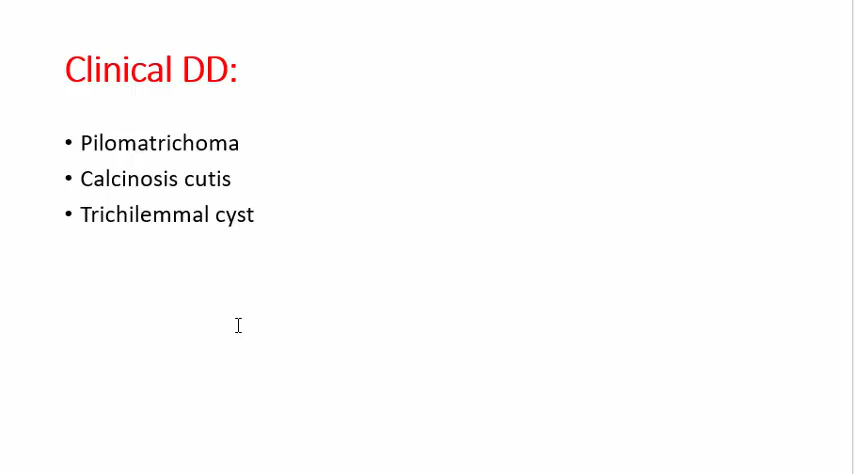 Clinical DD:
• Pilomatrichoma
• Calcinosis cutis
• Trichilemmal cyst